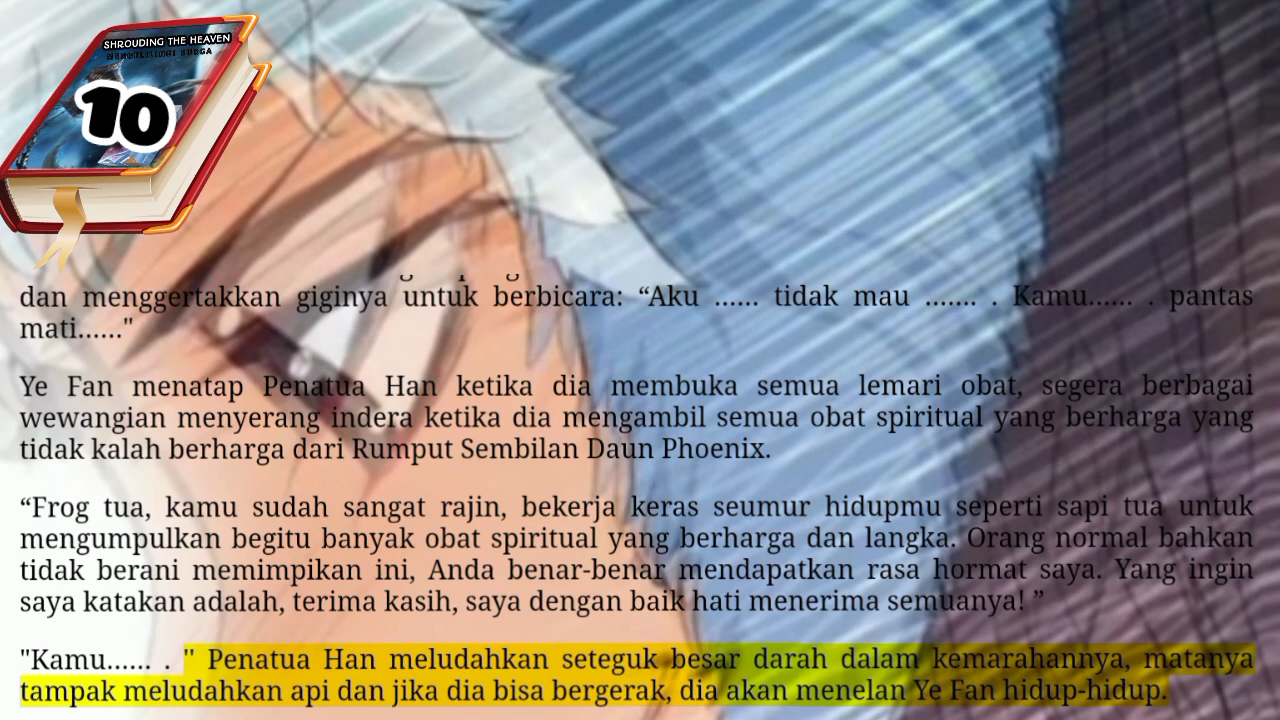 SHROUDING THE HEAVEN
10
dan menggertakkan giginya untuk berbicara: “Aku ...... tidak mau ....... . Kamu...... . pantas
mati......"
Ye Fan menatap Penatua Han ketika dia membuka semua lemari obat, segera berbagai
wewangian menyerang indera ketika dia mengambil semua obat spiritual yang berharga yang
tidak kalah berharga dari Rumput Sembilan Daun Phoenix.
“Frog tua, kamu sudah sangat rajin, bekerja keras seumur hidupmu seperti sapi tua untuk
mengumpulkan begitu banyak obat spiritual yang berharga dan langka. Orang normal bahkan
tidak berani memimpikan ini, Anda benar-benar mendapatkan rasa hormat saya. Yang ingin
saya katakan adalah, terima kasih, saya dengan baik hati menerima semuanya! ”
"Kamu...... . " Penatua Han meludahkan seteguk besar darah dalam kemarahannya, matanya
tampak meludahkan api dan jika dia bisa bergerak, dia akan menelan Ye Fan hidup-hidup.